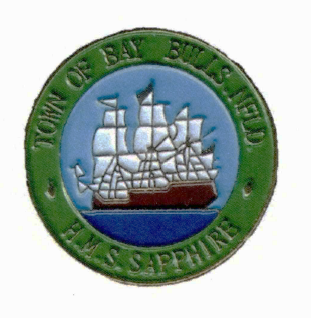 TOWN OF BAY BULLS. NFLD.
H.M.S. SAPPHIRE